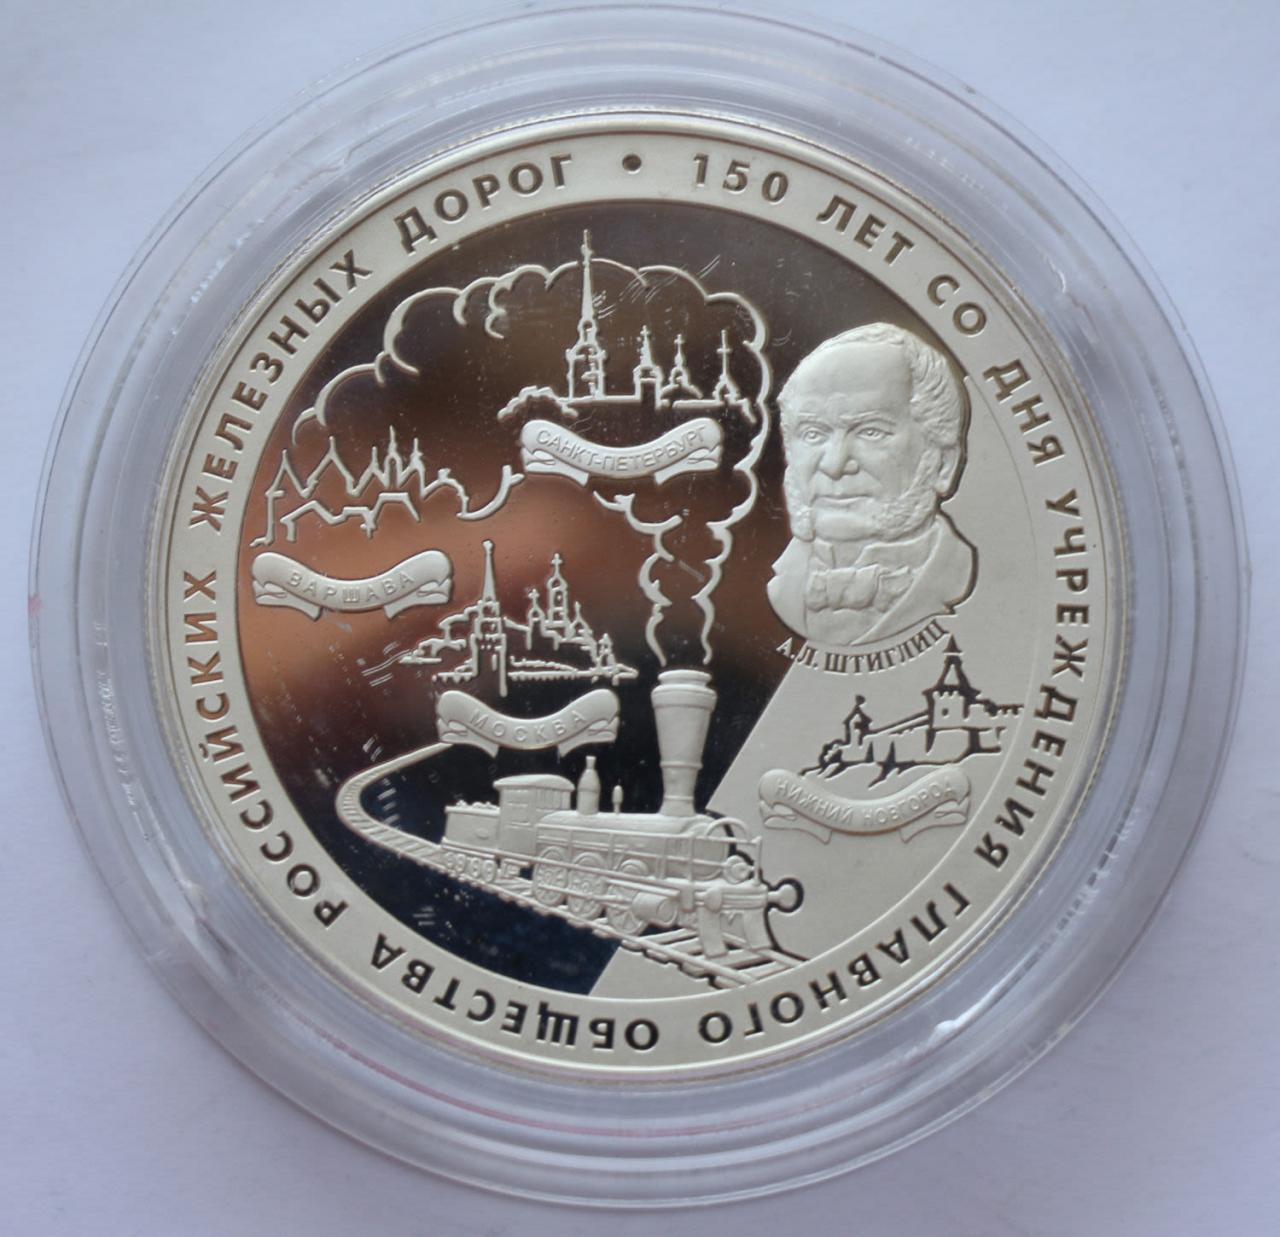 150 ЛЕТ СО ДНЯ УЧРЕЖДЕНИЯ ГЛАВНОГО ОБЩЕСТВА РОССИЙСКИХ ЖЕЛЕЗНЫХ ДОРОГ •
САНКТ-ПЕТЕРБУРГ
ВАРШАВА
А.Л. ШТИГЛИЦ
МОСКВА
НИЖНИЙ НОВГОРОД